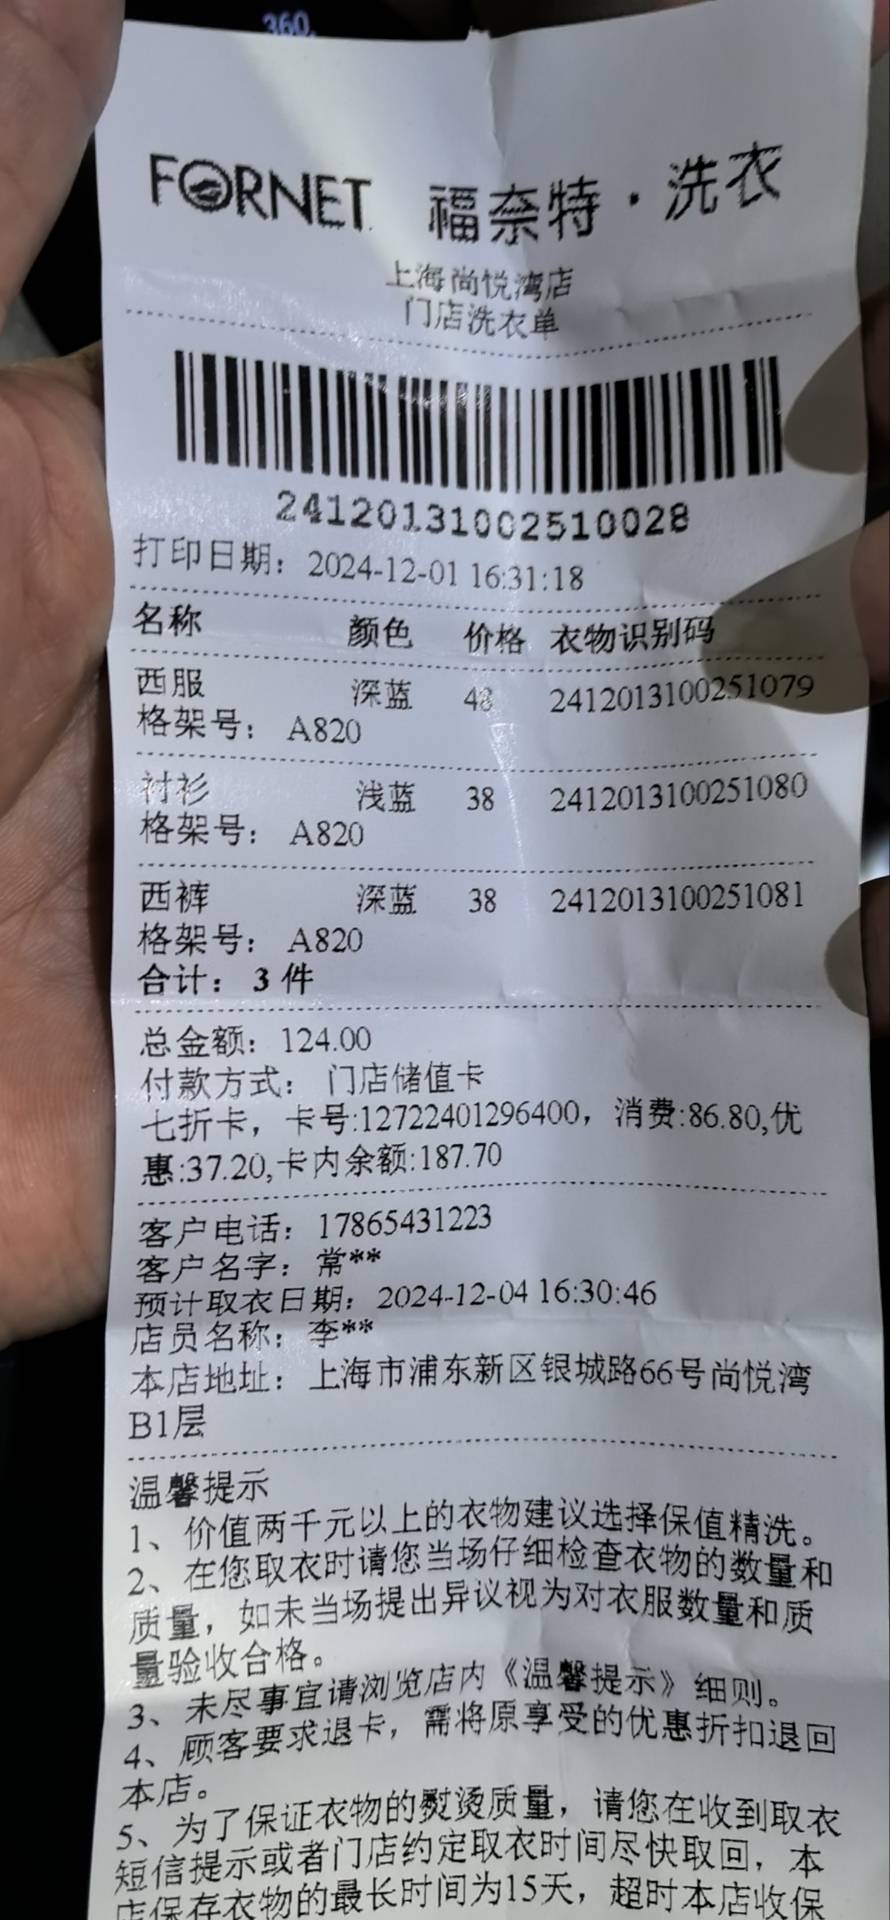 360.
FORNET 福奈特·洗衣
上海尚悦湾店
门店洗衣单
24120131002510028
打印日期：2024-12-01 16:31:18
名称 颜色 价格 衣物识别码
西服 深蓝 48 2412013100251079
格架号： A820
衬衫 浅蓝 38 2412013100251080
格架号： A820
西裤 深蓝 38 2412013100251081
格架号： A820
合计： 3 件
总金额：124.00
付款方式： 门店储值卡
七折卡，卡号:12722401296400，消费:86.80,优
惠:37.20,卡内余额:187.70
客户电话：17865431223
客户名字：常**
预计取衣日期：2024-12-04 16:30:46
店员名称：李**
本店地址：上海市浦东新区银城路66号尚悦湾
B1层
温馨提示
1、价值两千元以上的衣物建议选择保值精洗。
2、在您取衣时请您当场仔细检查衣物的数量和
质量，如未当场提出异议视为对衣服数量和质
量验收合格。
3、未尽事宜请浏览店内《温馨提示》细则。
4、顾客要求退卡，需将原享受的优惠折扣退回
本店。
5、为了保证衣物的熨烫质量，请您在收到取衣
短信提示或者门店约定取衣时间尽快取回，本
店保存衣物的最长时间为15天，超时本店收保